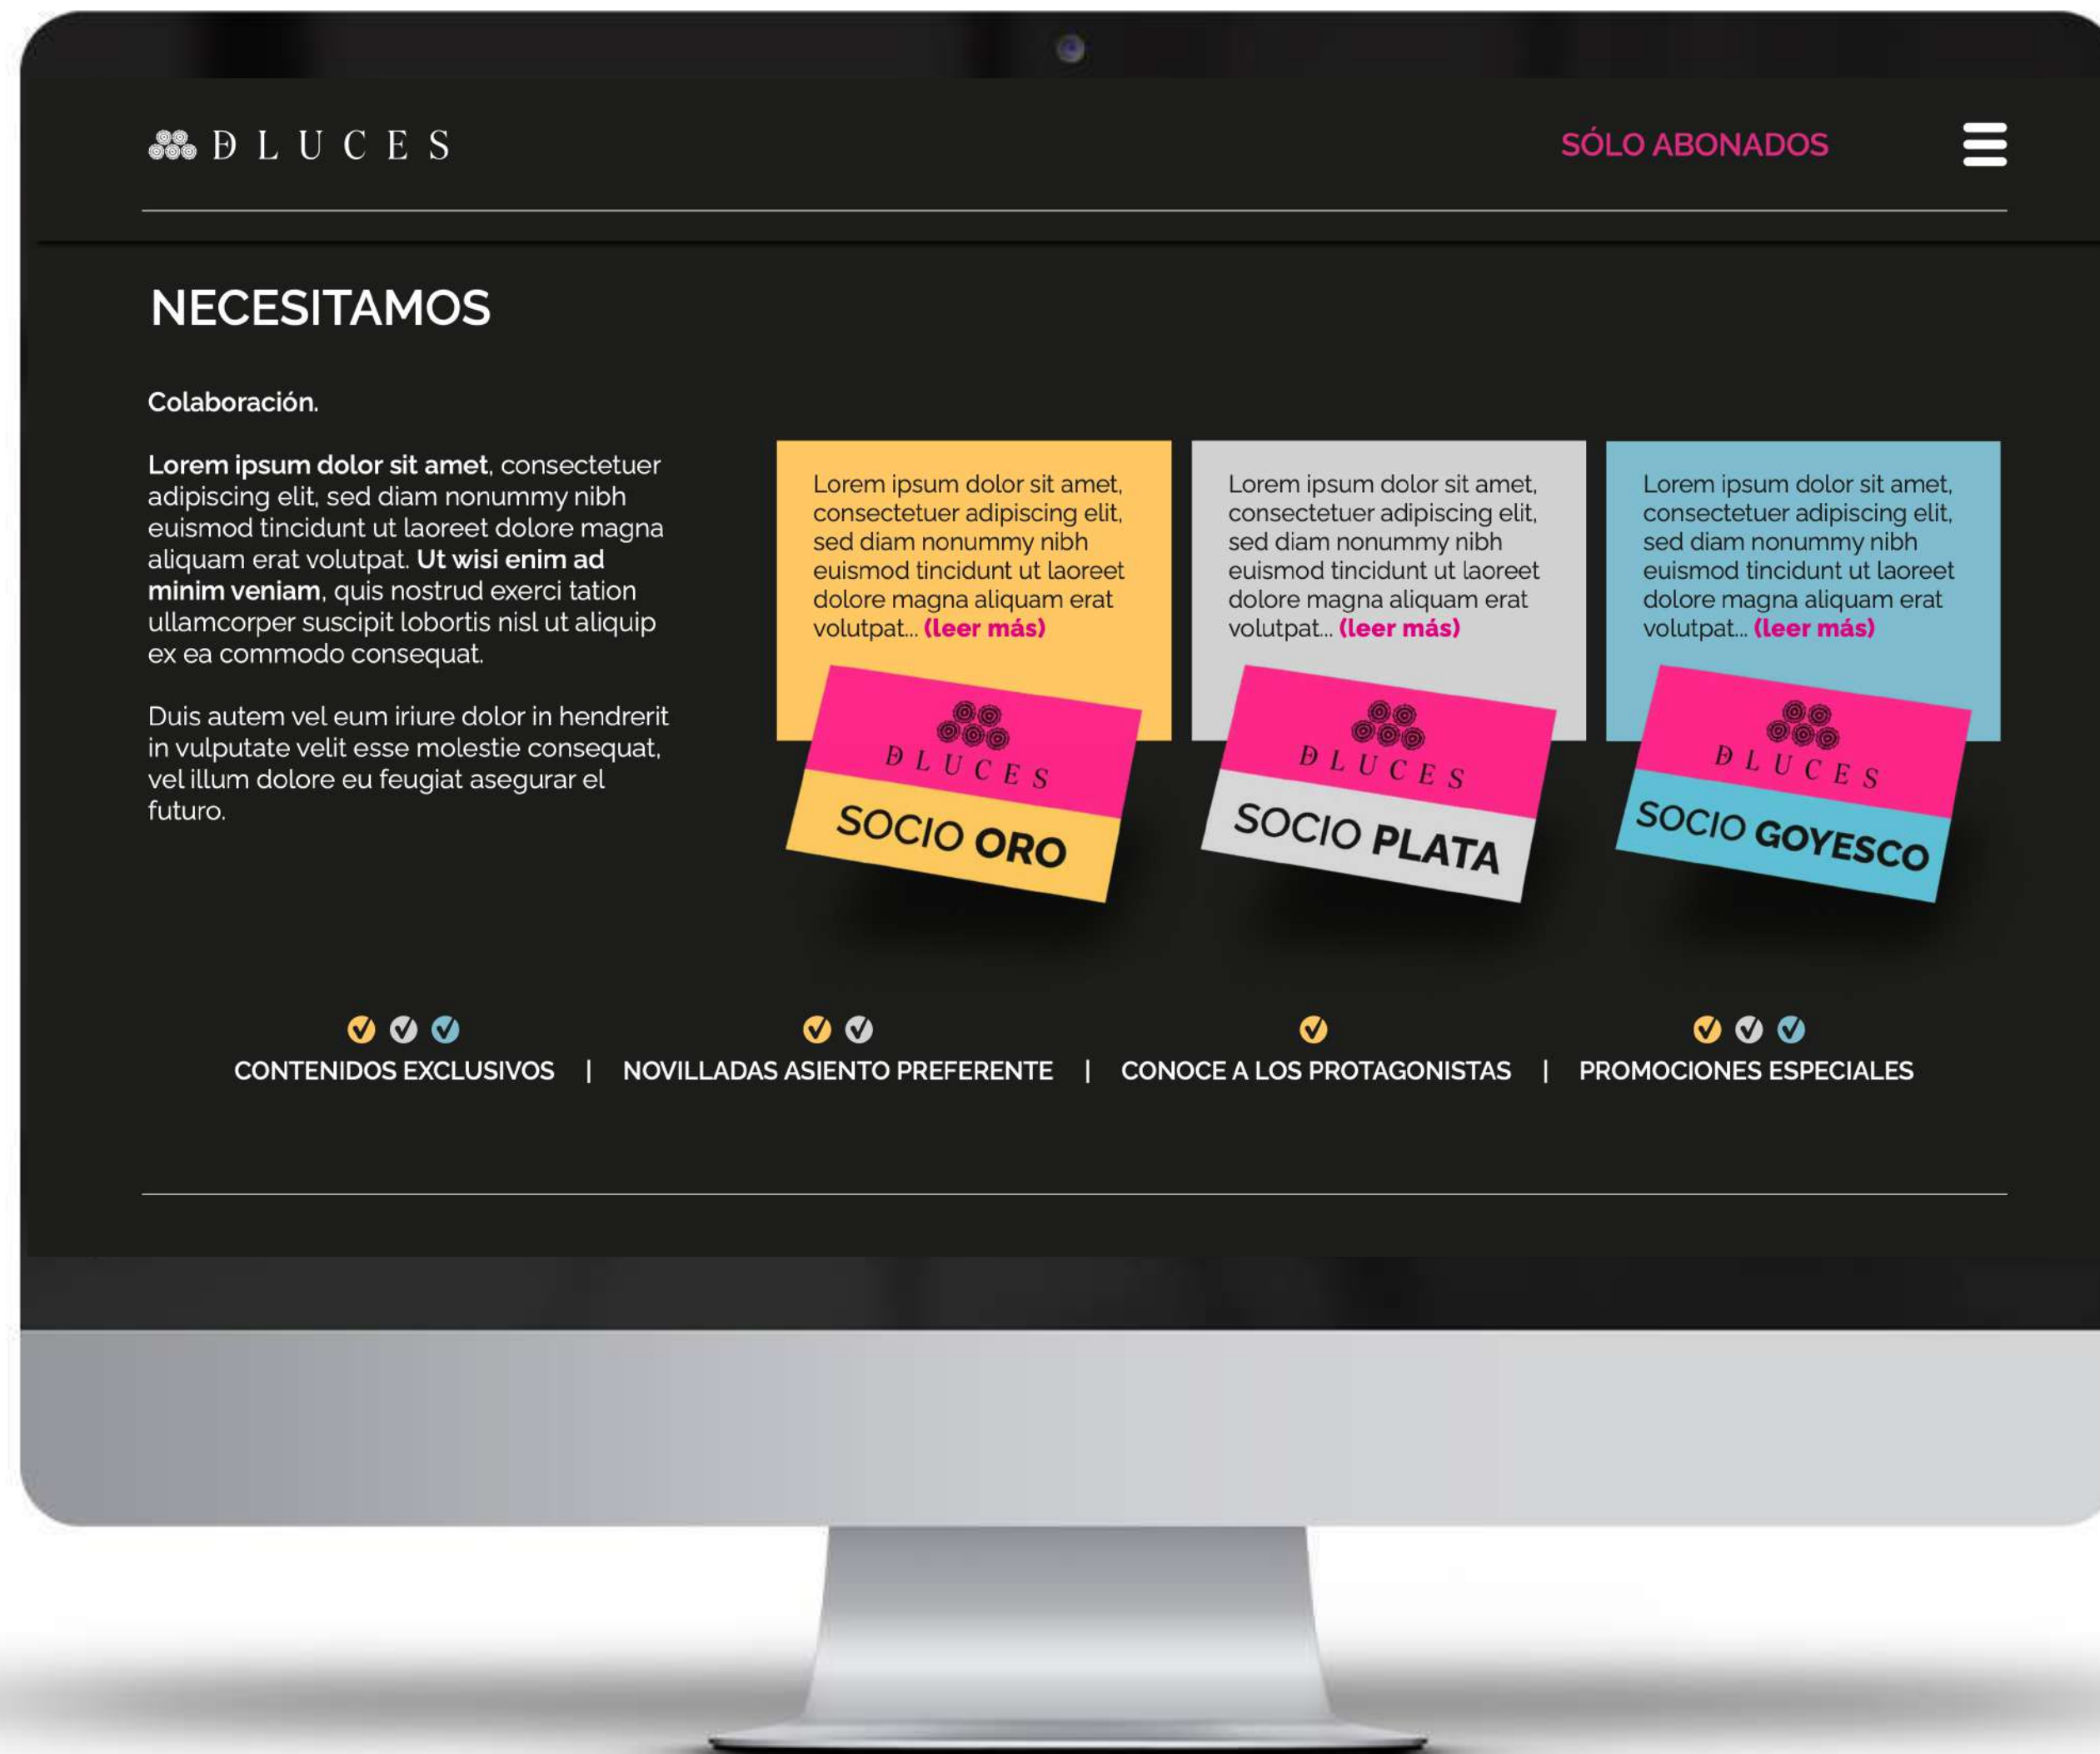 ĐLUCES
SÓLO ABONADOS
NECESITAMOS
Colaboración.
Lorem ipsum dolor sit amet, consectetuer
adipiscing elit, sed diam nonummy nibh
euismod tincidunt ut laoreet dolore magna
aliquam erat volutpat. Ut wisi enim ad
minim veniam, quis nostrud exerci tation
ullamcorper suscipit lobortis nisl ut aliquip
ex ea commodo consequat.
Duis autem vel eum iriure dolor in hendrerit
in vulputate velit esse molestie consequat,
vel illum dolore eu feugiat asegurar el
futuro.
Lorem ipsum dolor sit amet,
consectetuer adipiscing elit,
sed diam nonummy nibh
euismod tincidunt ut laoreet
dolore magna aliquam erat
volutpat... (leer más)
ĐLUCES
SOCIO ORO
Lorem ipsum dolor sit amet,
consectetuer adipiscing elit,
sed diam nonummy nibh
euismod tincidunt ut laoreet
dolore magna aliquam erat
volutpat... (leer más)
ĐLUCES
SOCIO PLATA
Lorem ipsum dolor sit amet,
consectetuer adipiscing elit,
sed diam nonummy nibh
euismod tincidunt ut laoreet
dolore magna aliquam erat
volutpat... (leer más)
ĐLUCES
SOCIO GOYESCO
CONTENIDOS EXCLUSIVOS | NOVILLADAS ASIENTO PREFERENTE | CONOCE A LOS PROTAGONISTAS | PROMOCIONES ESPECIALES